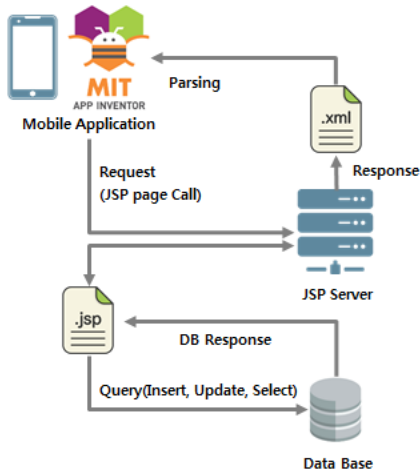 MIT
APP INVENTOR
Mobile Application
Parsing
.xml
Request
(JSP page Call)
Response
JSP Server
.jsp
DB Response
Query(Insert, Update, Select)
Data Base